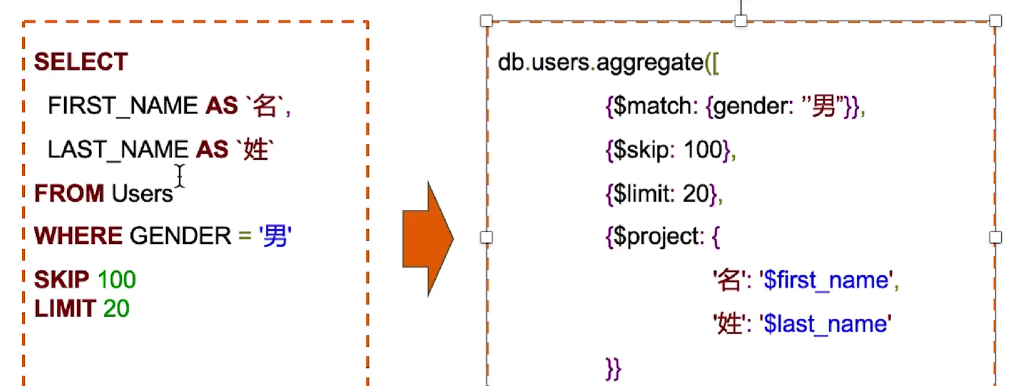 SELECT
FIRST_NAME AS `名`,
LAST_NAME AS `姓`
FROM Users
WHERE GENDER = '男'
SKIP 100
LIMIT 20
db.users.aggregate([
{$match: {gender: ’’男”}},
{$skip: 100},
{$limit: 20},
{$project: {
'名': '$first_name',
'姓': '$last_name'
}}